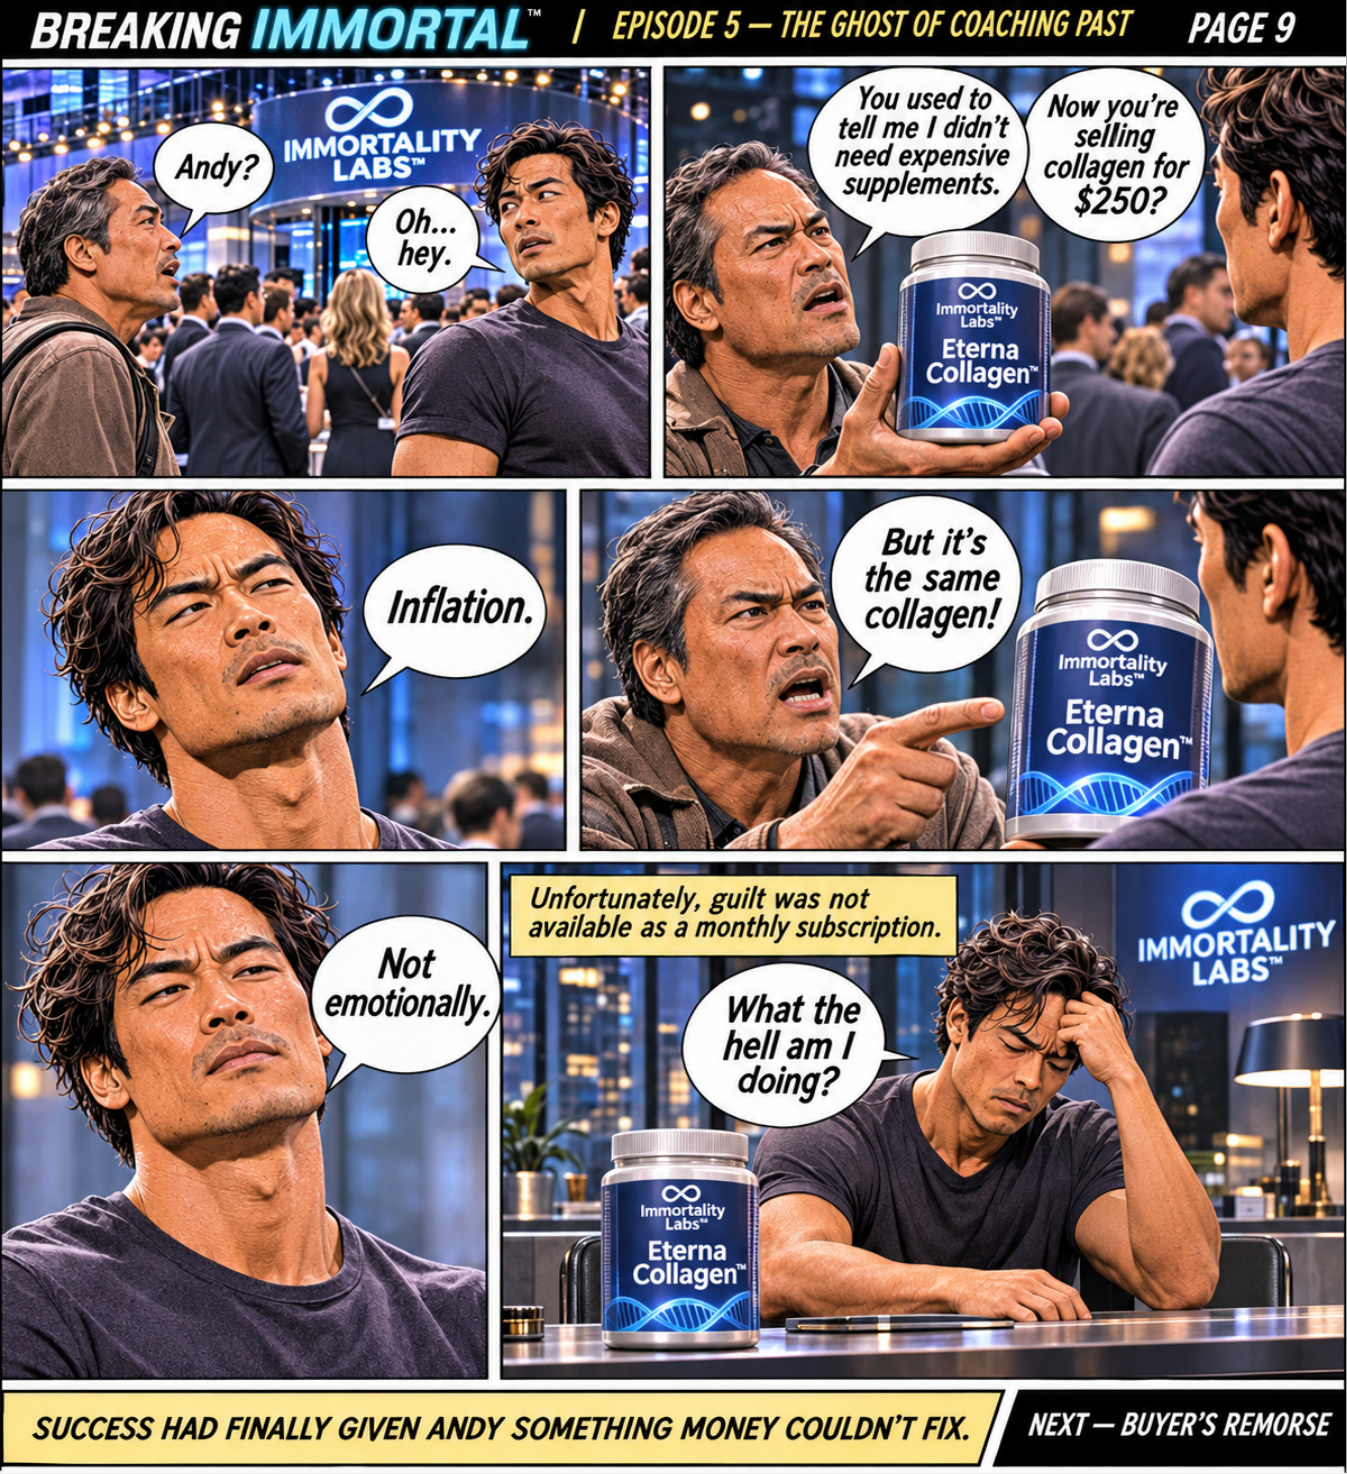 BREAKING IMMORTAL™ / EPISODE 5 — THE GHOST OF COACHING PAST PAGE 9
IMMORTALITY
LABS™
Andy?
Oh...
hey.
You used to
tell me I didn't
need expensive
supplements.
Now you're
selling
collagen for
$250?
Immortality
Labs™
Eterna
Collagen™
Inflation.
But it's
the same
collagen!
Immortality
Labs™
Eterna
Collagen™
Not
emotionally.
Unfortunately, guilt was not
available as a monthly subscription.
What the
hell am I
doing?
IMMORTALITY
LABS™
Immortality
Labs™
Eterna
Collagen™
SUCCESS HAD FINALLY GIVEN ANDY SOMETHING MONEY COULDN'T FIX.
NEXT — BUYER'S REMORSE